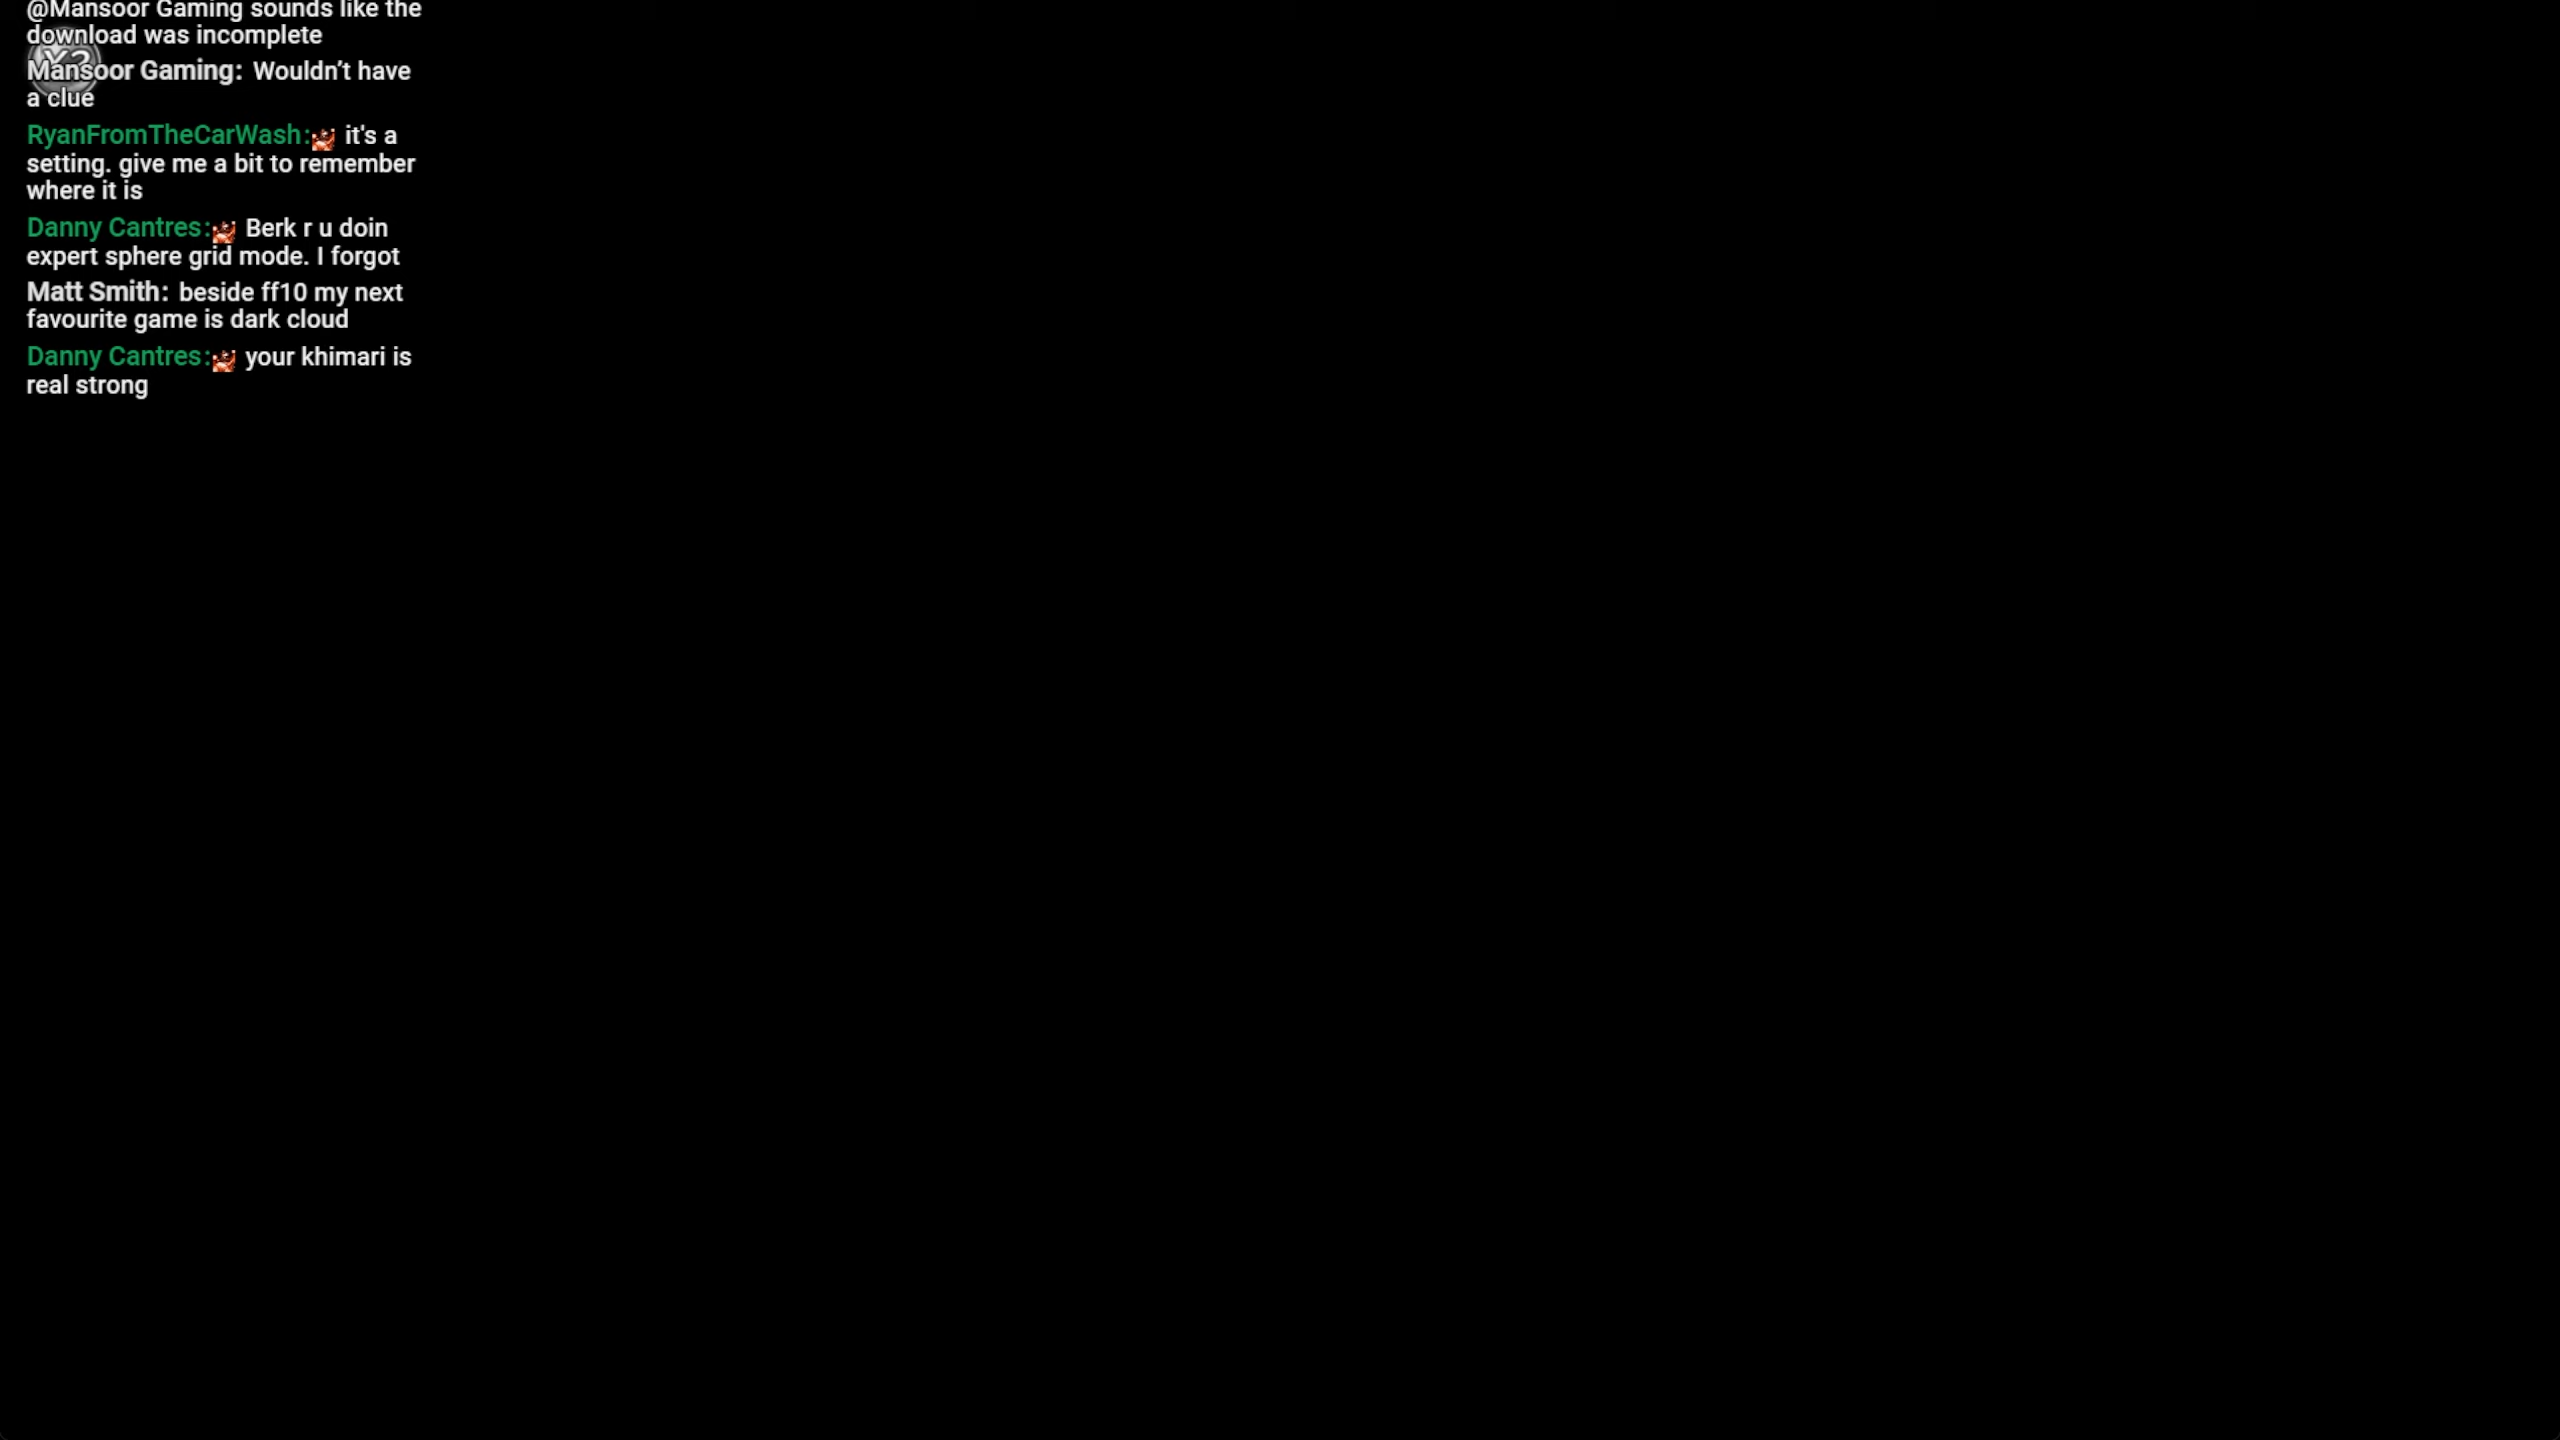 @Mansoor Gaming sounds like the
download was incomplete
Mansoor Gaming: Wouldn’t have
a clue
RyanFromTheCarWash: it's a
setting. give me a bit to remember
where it is
Danny Cantres: Berk r u doin
expert sphere grid mode. I forgot
Matt Smith: beside ff10 my next
favourite game is dark cloud
Danny Cantres: your khimari is
real strong